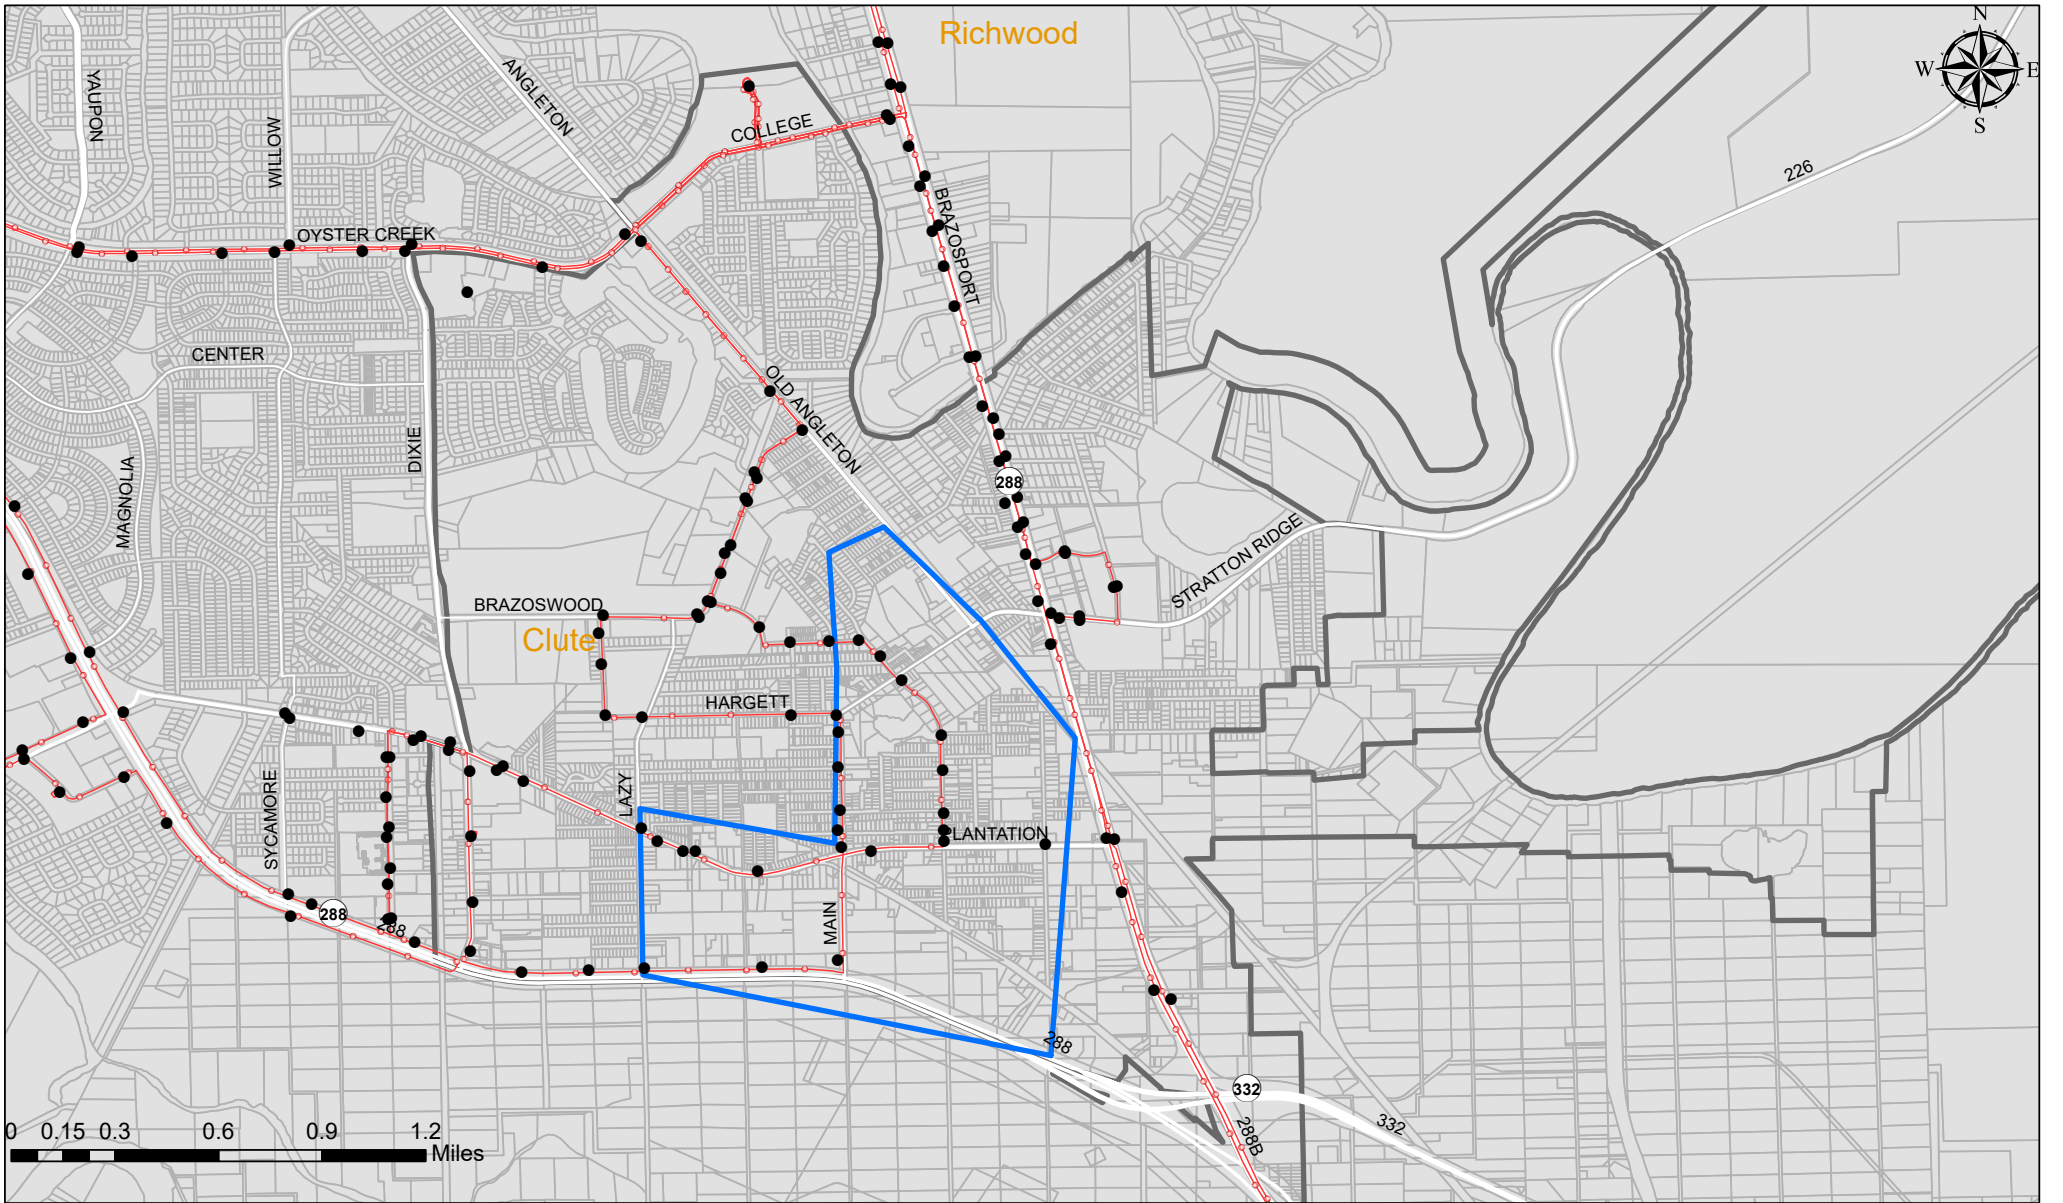 Richwood
N
W
E
S
YAUPON
ANGLETON
WILLOW
COLLEGE
226
BRAZOSPORT
OYSTER CREEK
CENTER
OLD ANGLETON
DIXIE
MAGNOLIA
288
STRATTON RIDGE
BRAZOSWOOD
Clute
HARGETT
LAZY
SYCAMORE
PLANTATION
MAIN
288
288
288
332
332
288B
0 0.15 0.3 0.6 0.9 1.2
Miles